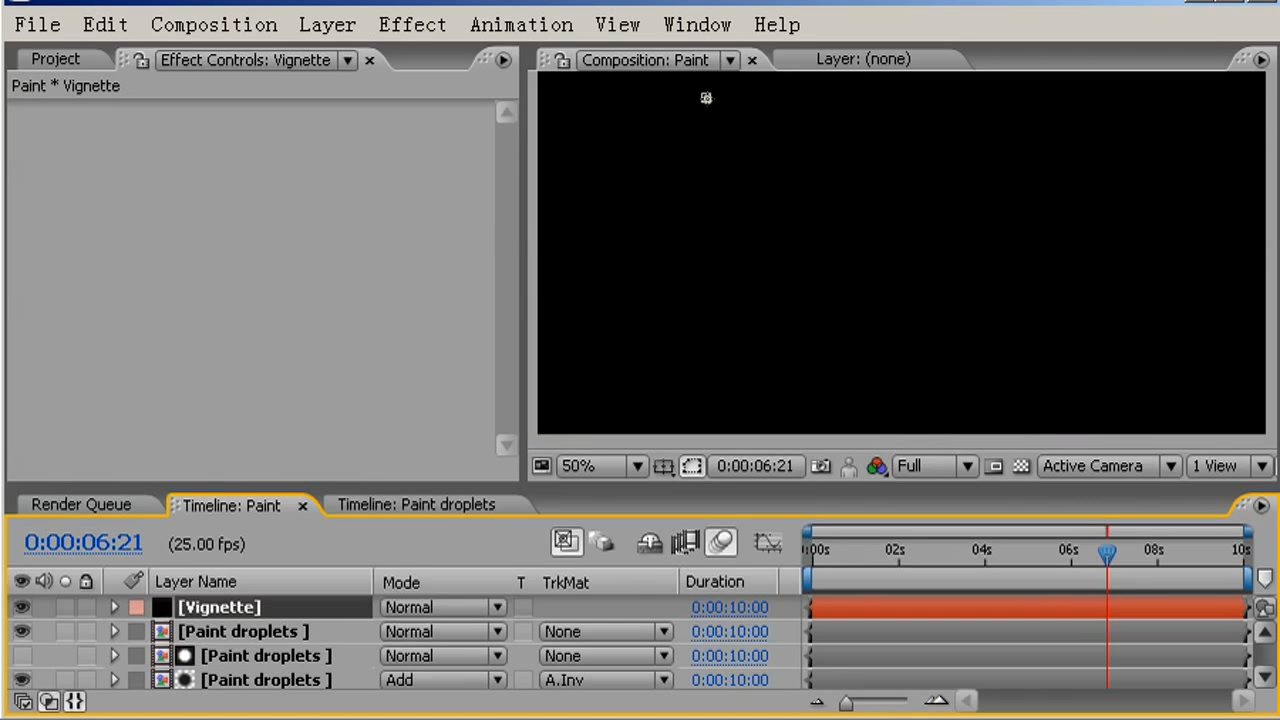 File Edit Composition Layer Effect Animation View Window Help
Project Effect Controls: Vignette Composition: Paint Layer: (none)
Paint * Vignette
50% 0:00:06:21 Full Active Camera 1 View
Render Queue Timeline: Paint Timeline: Paint droplets
0:00:06:21 (25.00 fps) :00s 02s 04s 06s 08s 10s
Layer Name Mode T TrkMat Duration
[Vignette] Normal 0:00:10:00
[Paint droplets ] Normal None 0:00:10:00
[Paint droplets ] Normal None 0:00:10:00
[Paint droplets ] Add A.Inv 0:00:10:00